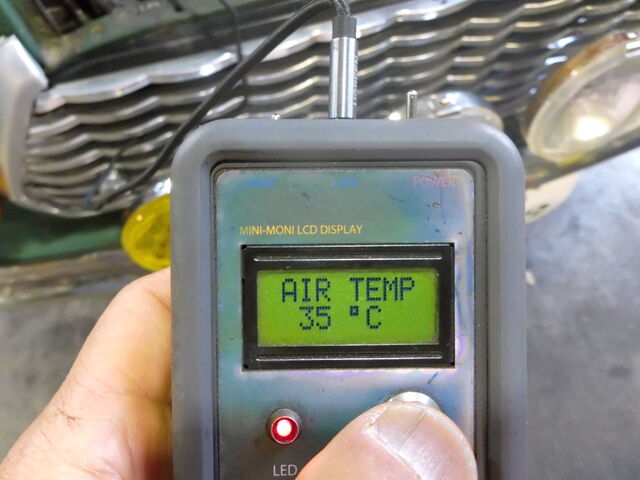 POWER
MINI-MONI LCD DISPLAY
AIR TEMP
35 °C
LED